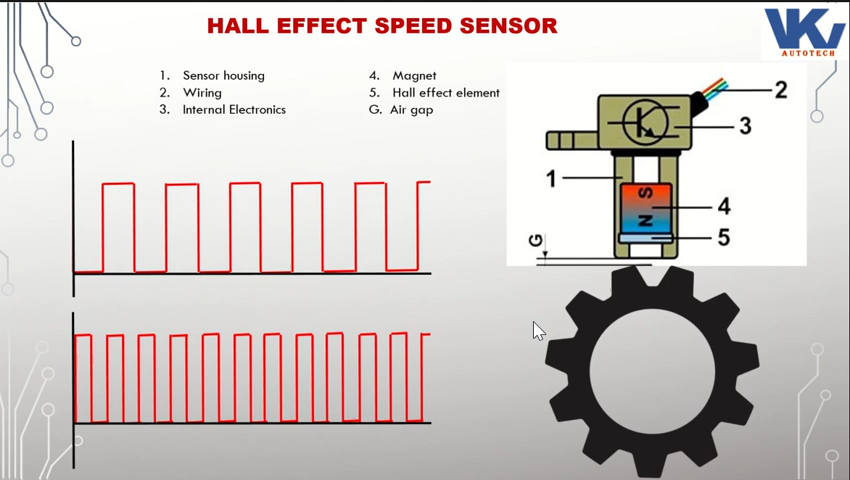 HALL EFFECT SPEED SENSOR
VKV
AUTOTECH
1. Sensor housing
2. Wiring
3. Internal Electronics
4. Magnet
5. Hall effect element
G. Air gap
2
3
1
S
N
4
5
G